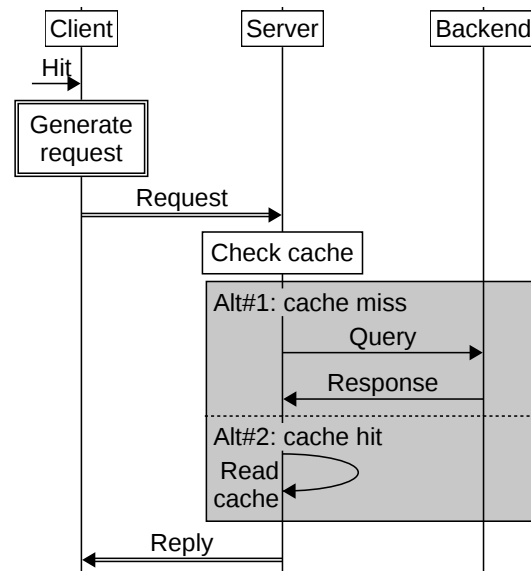 Client Server Backend
Hit
Generate
request
Request
Check cache
Alt#1: cache miss
Query
Response
Alt#2: cache hit
Read
cache
Reply